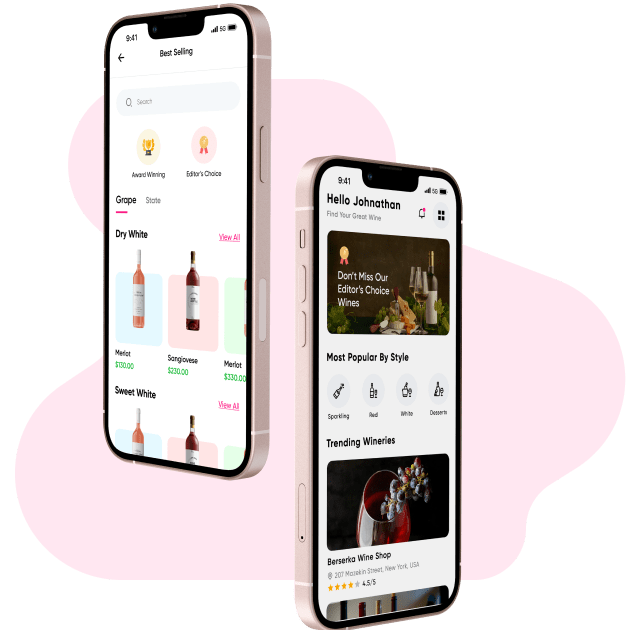 9:41
5G
Best Selling
Search
Award Winning
Editor's Choice
Grape
State
Dry White
View All
Merlot
$130.00
Sangiovese
$230.00
Merlot
$330.00
Sweet White
View All
9:41
5G
Hello Johnathan
Find Your Great Wine
Don't Miss Our
Editor's Choice
Wines
Most Popular By Style
Sparkling
Red
White
Desserts
Trending Wineries
Berserka Wine Shop
207 Mazekin Street, New York, USA
4.5/5